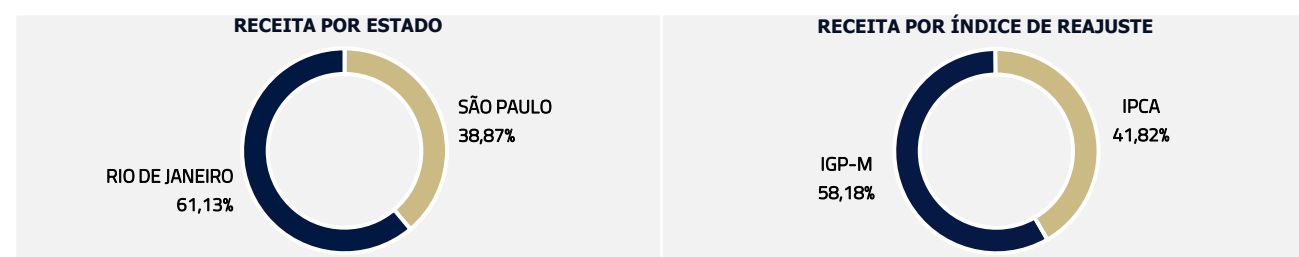 RECEITA POR ESTADO
SÃO PAULO
38,87%
RIO DE JANEIRO
61,13%
RECEITA POR ÍNDICE DE REAJUSTE
IPCA
41,82%
IGP-M
58,18%